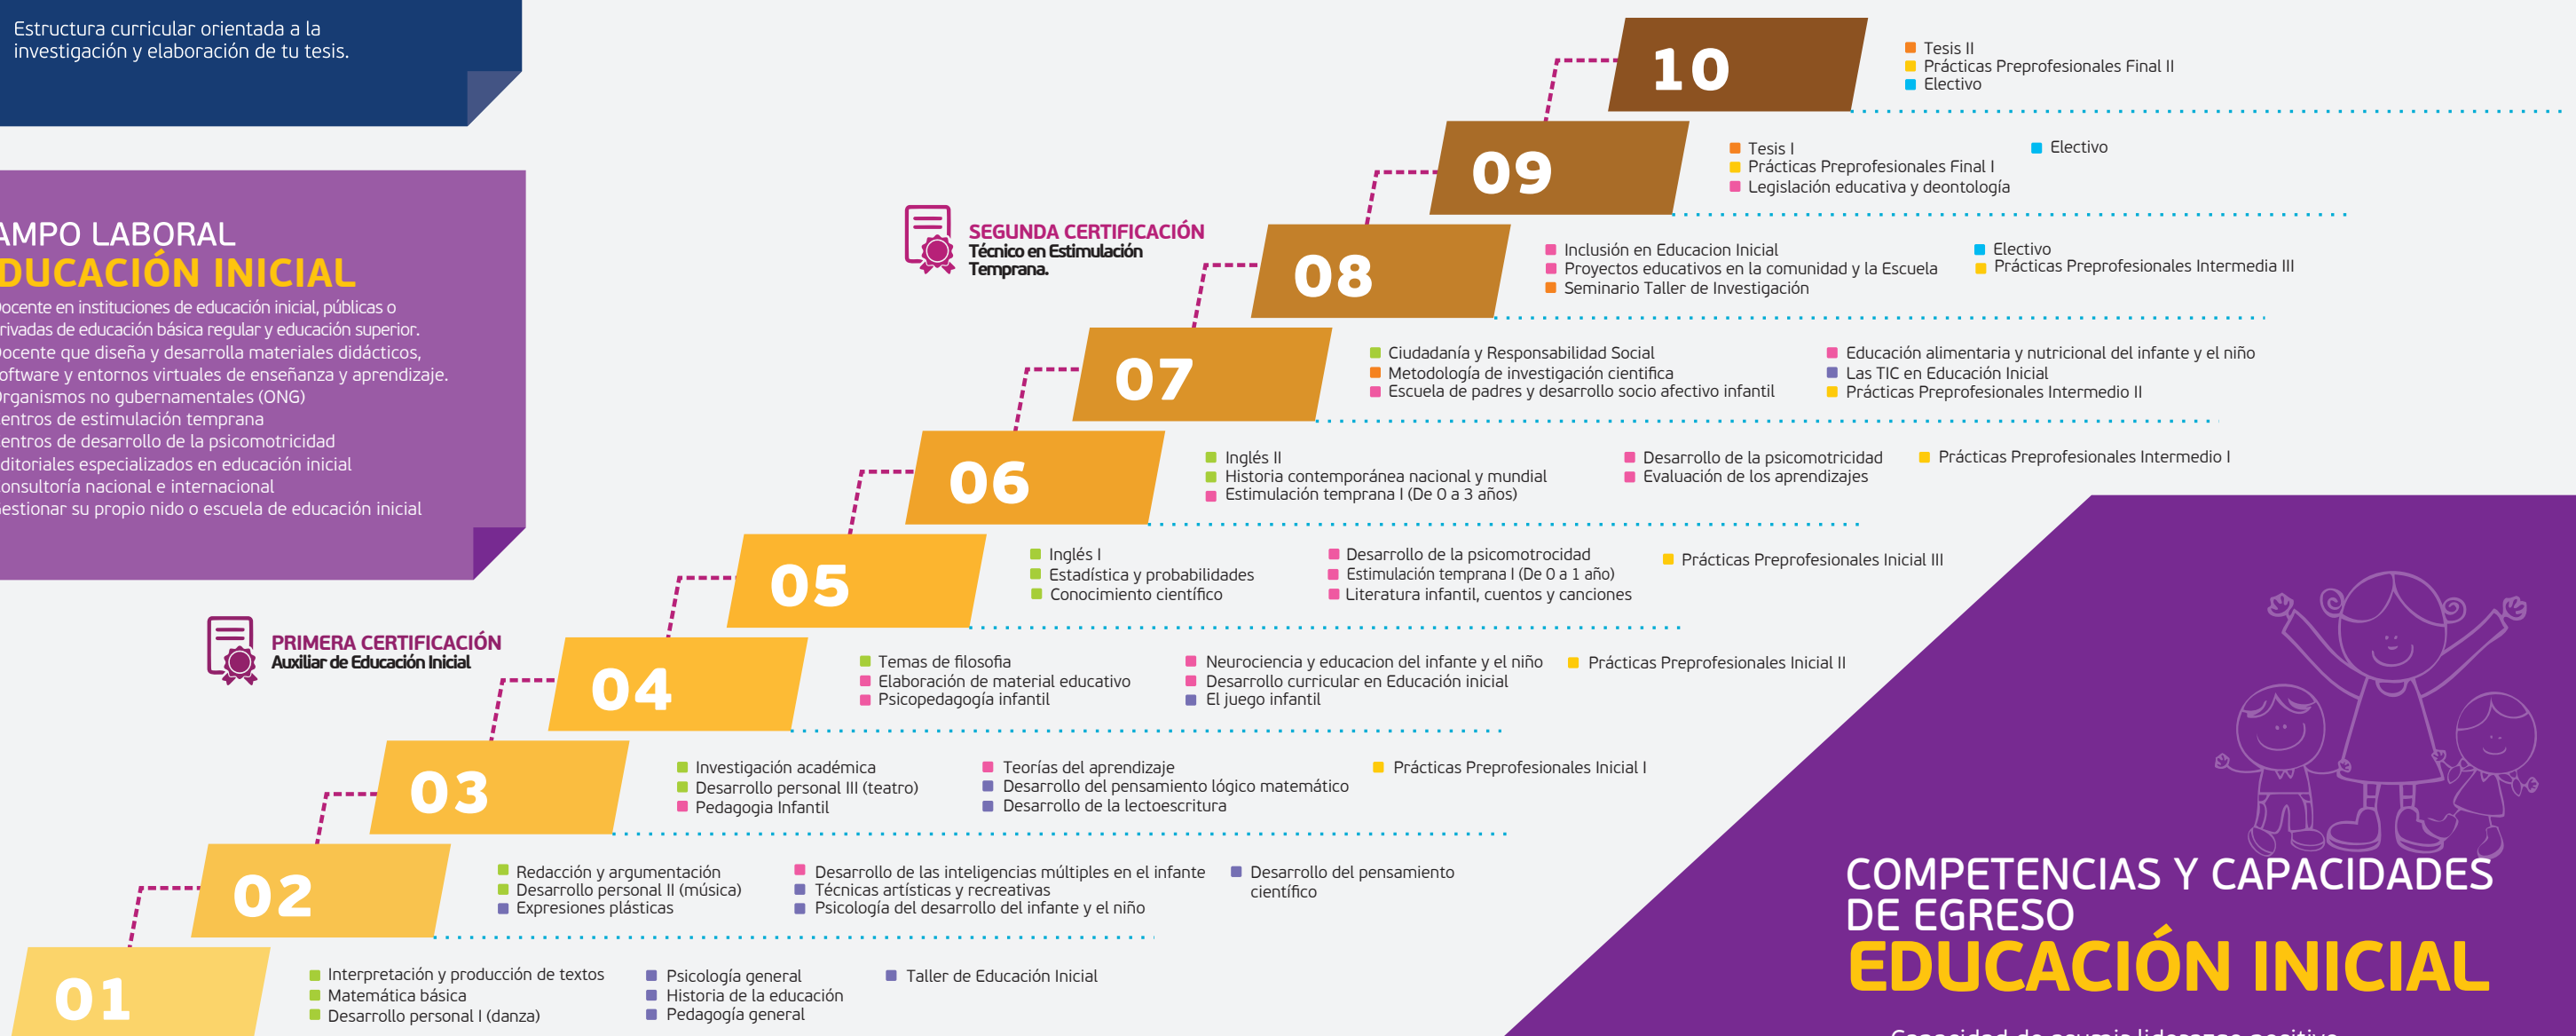 Estructura curricular orientada a la
investigación y elaboración de tu tesis.
AMPO LABORAL
DUCACIÓN INICIAL
ocente en instituciones de educación inicial, públicas o
rivadas de educación básica regular y educación superior.
ocente que diseña y desarrolla materiales didácticos,
oftware y entornos virtuales de enseñanza y aprendizaje.
rganismos no gubernamentales (ONG)
entros de estimulación temprana
entros de desarrollo de la psicomotricidad
ditoriales especializados en educación inicial
onsultoría nacional e internacional
estionar su propio nido o escuela de educación inicial
10
Tesis II
Prácticas Preprofesionales Final II
Electivo
09
Tesis I
Prácticas Preprofesionales Final I
Legislación educativa y deontología
Electivo
SEGUNDA CERTIFICACIÓN
Técnico en Estimulación
Temprana.
08
Inclusión en Educacion Inicial
Proyectos educativos en la comunidad y la Escuela
Seminario Taller de Investigación
Electivo
Prácticas Preprofesionales Intermedia III
07
Ciudadanía y Responsabilidad Social
Metodología de investigación científica
Escuela de padres y desarrollo socio afectivo infantil
Educación alimentaria y nutricional del infante y el niño
Las TIC en Educación Inicial
Prácticas Preprofesionales Intermedio II
06
Inglés II
Historia contemporánea nacional y mundial
Estimulación temprana I (De 0 a 3 años)
Desarrollo de la psicomotricidad
Evaluación de los aprendizajes
Prácticas Preprofesionales Intermedio I
05
Inglés I
Estadística y probabilidades
Conocimiento científico
Desarrollo de la psicomotrocidad
Estimulación temprana I (De 0 a 1 año)
Literatura infantil, cuentos y canciones
Prácticas Preprofesionales Inicial III
PRIMERA CERTIFICACIÓN
Auxiliar de Educación Inicial
04
Temas de filosofia
Elaboración de material educativo
Psicopedagogía infantil
Neurociencia y educacion del infante y el niño
Desarrollo curricular en Educación inicial
El juego infantil
Prácticas Preprofesionales Inicial II
03
Investigación académica
Desarrollo personal III (teatro)
Pedagogia Infantil
Teorías del aprendizaje
Desarrollo del pensamiento lógico matemático
Desarrollo de la lectoescritura
Prácticas Preprofesionales Inicial I
02
Redacción y argumentación
Desarrollo personal II (música)
Expresiones plásticas
Desarrollo de las inteligencias múltiples en el infante
Técnicas artísticas y recreativas
Psicología del desarrollo del infante y el niño
Desarrollo del pensamiento
científico
01
Interpretación y producción de textos
Matemática básica
Desarrollo personal I (danza)
Psicología general
Historia de la educación
Pedagogía general
Taller de Educación Inicial
COMPETENCIAS Y CAPACIDADES
DE EGRESO
EDUCACIÓN INICIAL
Capacidad de asumir liderazgo positivo